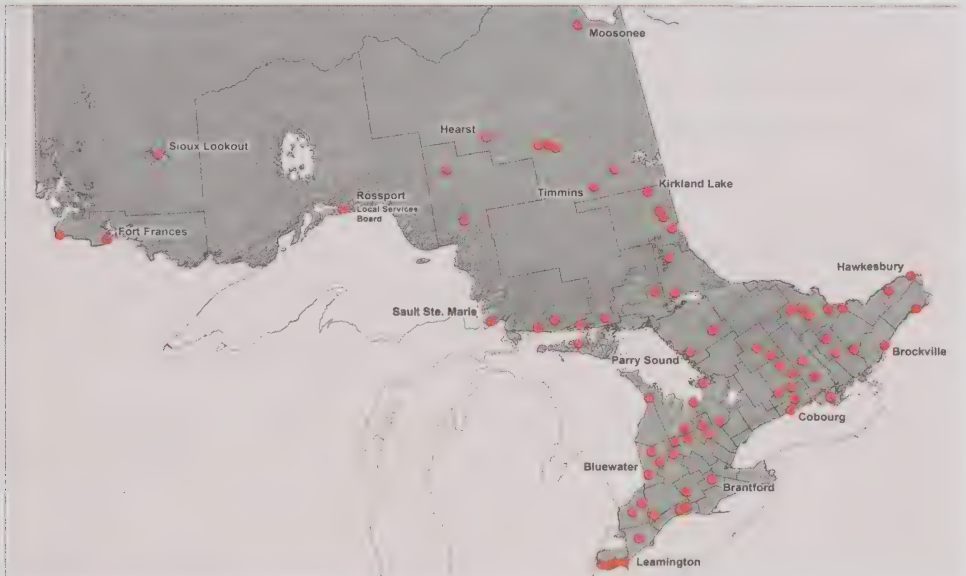 Moosonee
Hearst
Sioux Lookout
Timmins
Kirkland Lake
Rossport
Local Services
Board
Fort Frances
Hawkesbury
Sault Ste. Marie
Brockville
Parry Sound
Cobourg
Bluewater
Brantford
Leamington